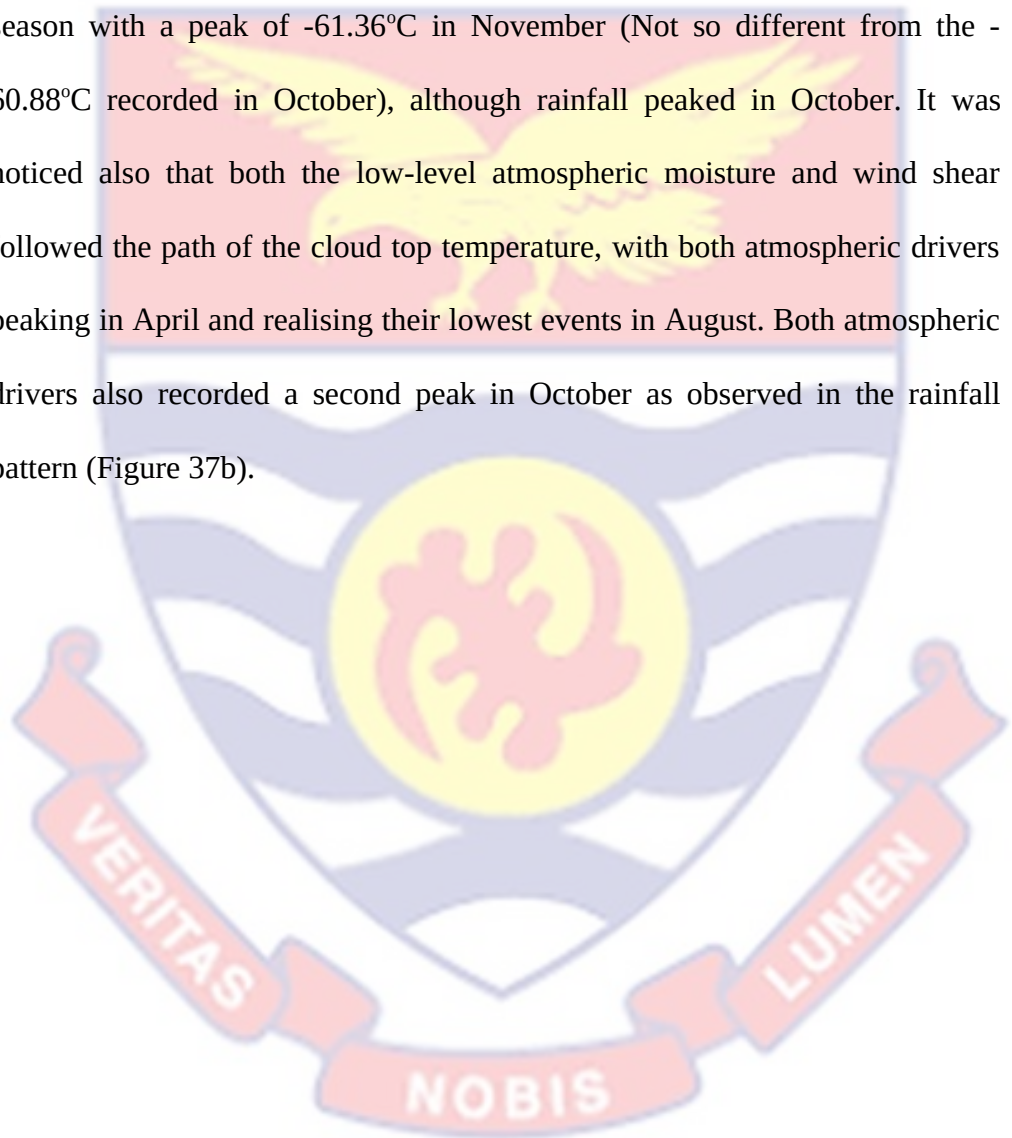 season with a peak of -61.36°C in November (Not so different from the -
60.88°C recorded in October), although rainfall peaked in October. It was
noticed also that both the low-level atmospheric moisture and wind shear
followed the path of the cloud top temperature, with both atmospheric drivers
peaking in April and realising their lowest events in August. Both atmospheric
drivers also recorded a second peak in October as observed in the rainfall
pattern (Figure 37b).
VERITAS
NOBIS
LUMEN